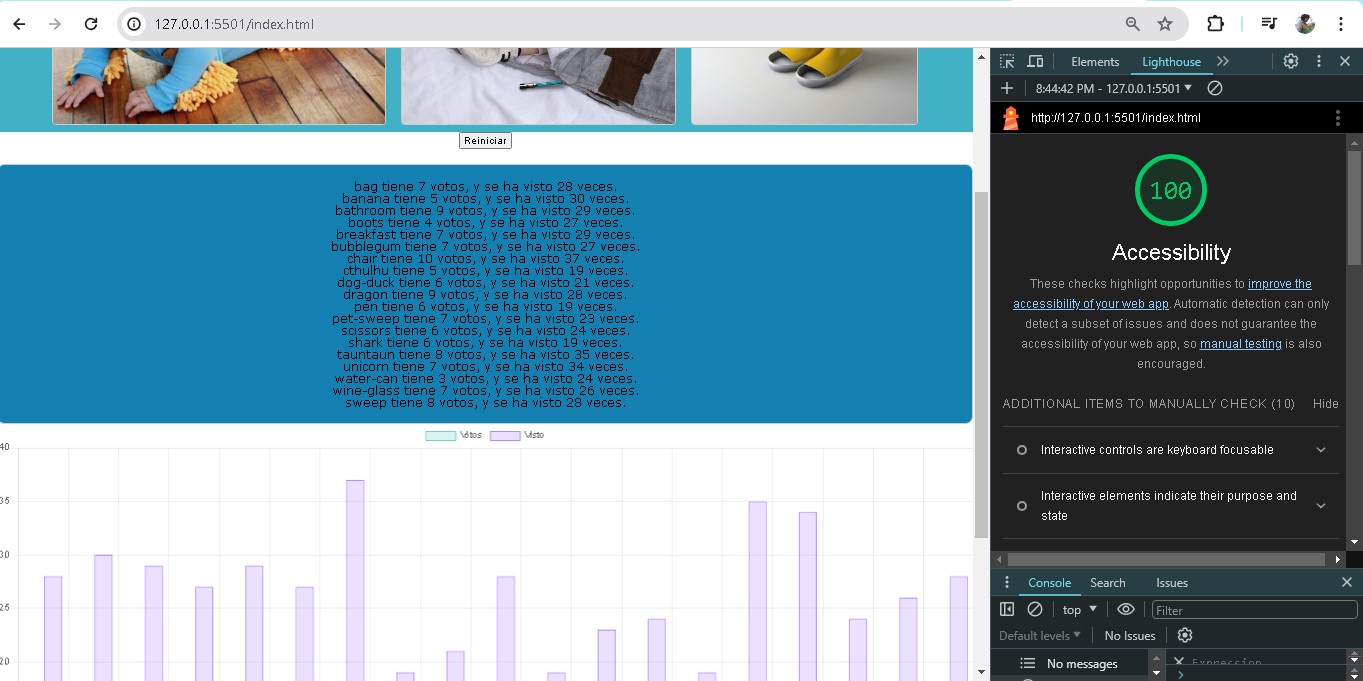 127.0.0.1:5501/index.html
Reiniciar
bag tiene 7 votos, y se ha visto 28 veces.
banana tiene 5 votos, y se ha visto 30 veces.
bathroom tiene 9 votos, y se ha visto 29 veces.
boots tiene 4 votos, y se ha visto 27 veces.
breakfast tiene 7 votos, y se ha visto 29 veces.
bubblegum tiene 7 votos, y se ha visto 27 veces.
chair tiene 10 votos, y se ha visto 37 veces.
cthulhu tiene 5 votos, y se ha visto 19 veces.
dog-duck tiene 6 votos, y se ha visto 21 veces.
dragon tiene 9 votos, y se ha visto 28 veces.
pen tiene 6 votos, y se ha visto 19 veces.
pet-sweep tiene 7 votos, y se ha visto 23 veces.
scissors tiene 6 votos, y se ha visto 24 veces.
shark tiene 6 votos, y se ha visto 19 veces.
tauntaun tiene 8 votos, y se ha visto 35 veces.
unicorn tiene 7 votos, y se ha visto 34 veces.
water-can tiene 3 votos, y se ha visto 24 veces.
wine-glass tiene 7 votos, y se ha visto 26 veces.
sweep tiene 8 votos, y se ha visto 28 veces.
Votos Visto
40
35
30
25
20
Elements Lighthouse
8:44:42 PM - 127.0.0.1:5501
http://127.0.0.1:5501/index.html
100
Accessibility
These checks highlight opportunities to improve the
accessibility of your web app. Automatic detection can only
detect a subset of issues and does not guarantee the
accessibility of your web app, so manual testing is also
encouraged.
ADDITIONAL ITEMS TO MANUALLY CHECK (10) Hide
Interactive controls are keyboard focusable
Interactive elements indicate their purpose and
state
Console Search Issues
top Filter
Default levels No Issues
No messages
Expression